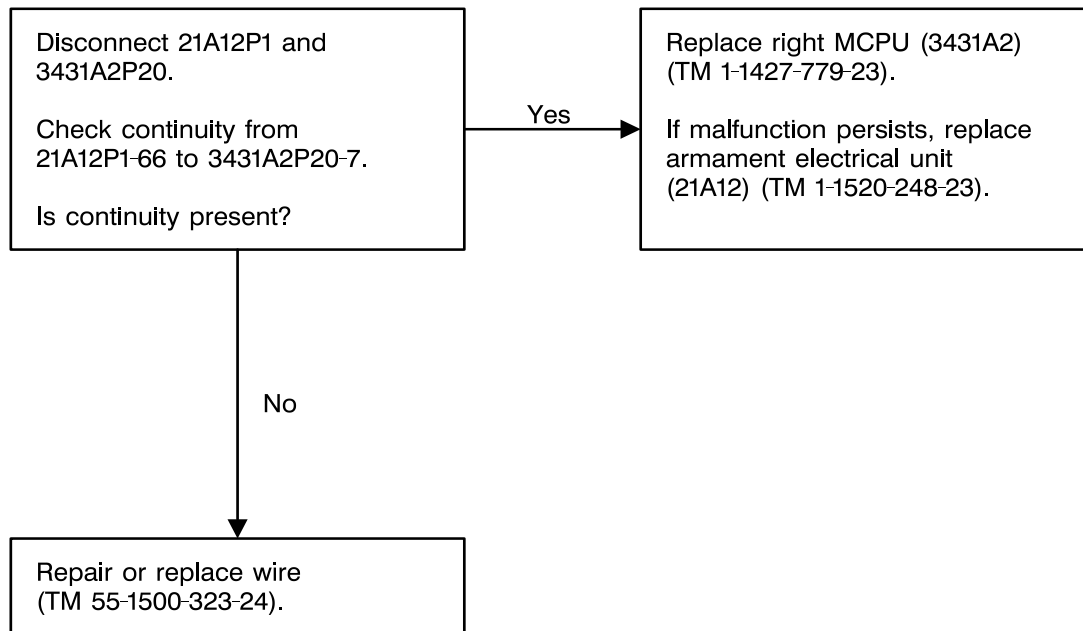 Disconnect 21A12P1 and
3431A2P20.
Check continuity from
21A12P1-66 to 3431A2P20-7.
Is continuity present?
Yes
Replace right MCPU (3431A2)
(TM 1-1427-779-23).
If malfunction persists, replace
armament electrical unit
(21A12) (TM 1-1520-248-23).
No
Repair or replace wire
(TM 55-1500-323-24).